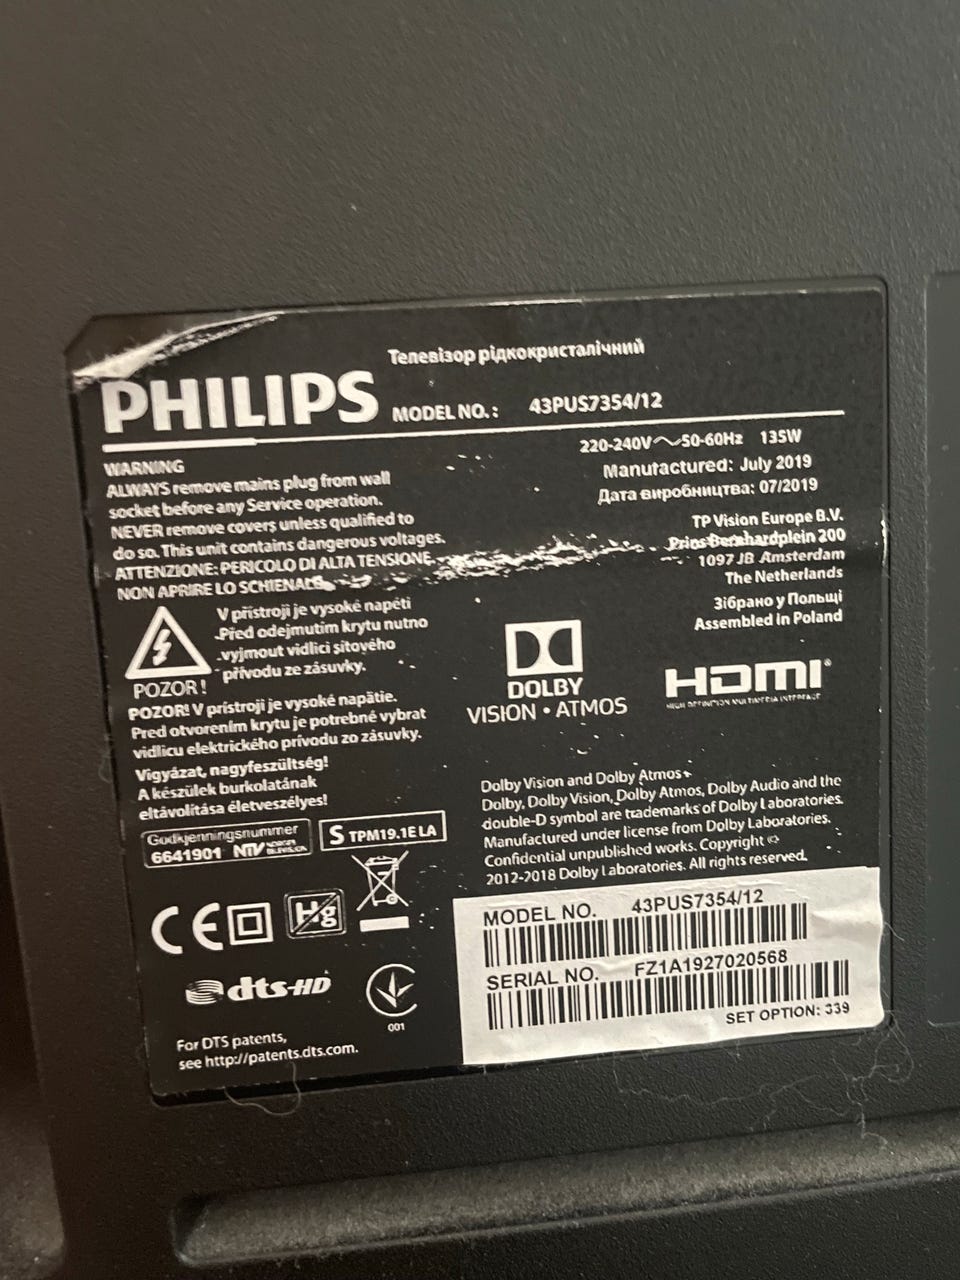 Телевізор рідкокристалічний
PHILIPS MODEL NO.: 43PUS7354/12
220-240V~50-60Hz 135W
Manufactured: July 2019
Дата виробництва: 07/2019
WARNING
ALWAYS remove mains plug from wall
socket before any Service operation.
NEVER remove covers unless qualified to
do so. This unit contains dangerous voltages.
ATTENZIONE: PERICOLO DI ALTA TENSIONE
NON APRIRE LO SCHIENALE
TP Vision Europe B.V.
Prins Bernhardplein 200
1097 JB Amsterdam
The Netherlands
Зібрано у Польщі
Assembled in Poland
V přístroji je vysoké napětí
Před odejmutím krytu nutno
vyjmout vidlici síťového
přívodu ze zásuvky.
POZOR!
POZOR! V prístroji je vysoké napätie.
Pred otvorením krytu je potrebné vybrat
vidlicu elektrického prívodu zo zásuvky.
Vigyázat, nagyfeszültség!
A készülek burkolatának
eltávolítása életveszélyes!
DOLBY
VISION • ATMOS
HDMI®
HIGH DEFINITION MULTIMEDIA INTERFACE
Godkjenningsnummer
6641901 NTV
S TPM19.1E LA
Dolby Vision and Dolby Atmos
Dolby, Dolby Vision, Dolby Atmos, Dolby Audio and the
double-D symbol are trademarks of Dolby Laboratories.
Manufactured under license from Dolby Laboratories.
Confidential unpublished works. Copyright ©
2012-2018 Dolby Laboratories. All rights reserved.
CE Hg
dts-HD
001
For DTS patents,
see http://patents.dts.com.
MODEL NO. 43PUS7354/12
SERIAL NO. FZ1A1927020568
SET OPTION: 339